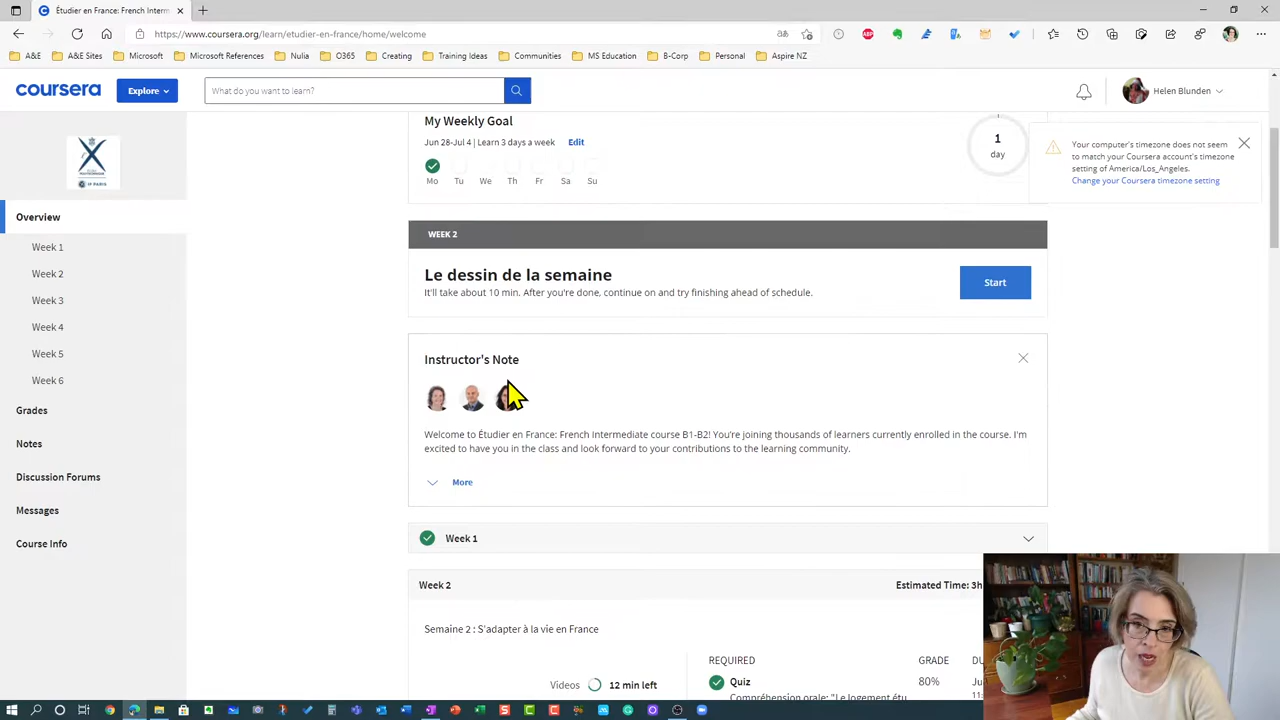 Étudier en France: French Interm
https://www.coursera.org/learn/etudier-en-france/home/welcome
A&E
A&E Sites
Microsoft
Microsoft References
Nulia
O365
Creating
Training Ideas
Communities
MS Education
B-Corp
Personal
Aspire NZ
coursera
Explore
What do you want to learn?
Helen Blunden
My Weekly Goal
Jun 28-Jul 4 | Learn 3 days a week
Edit
1
day
Mo
Tu
We
Th
Fr
Sa
Su
Your computer's timezone does not seem
to match your Coursera account's timezone
setting of America/Los_Angeles.
Change your Coursera timezone setting
IP PARIS
Overview
Week 1
Week 2
Week 3
Week 4
Week 5
Week 6
Grades
Notes
Discussion Forums
Messages
Course Info
WEEK 2
Le dessin de la semaine
It'll take about 10 min. After you're done, continue on and try finishing ahead of schedule.
Start
Instructor's Note
Welcome to Étudier en France: French Intermediate course B1-B2! You're joining thousands of learners currently enrolled in the course. I'm
excited to have you in the class and look forward to your contributions to the learning community.
More
Week 1
Week 2
Estimated Time: 3h
Semaine 2 : S'adapter à la vie en France
REQUIRED
GRADE
DU
Videos
12 min left
Quiz
80%
Ju
Compréhension orale: "Le logement étu
11: